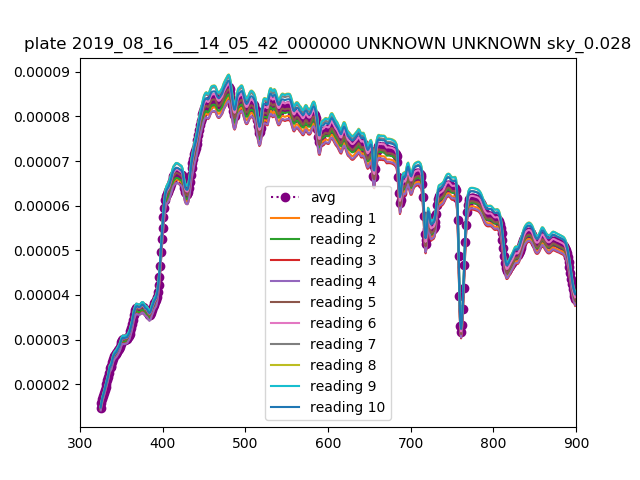 plate 2019_08_16___14_05_42_000000 UNKNOWN UNKNOWN sky_0.028
0.00009
0.00008
0.00007
0.00006
0.00005
0.00004
0.00003
0.00002
avg
reading 1
reading 2
reading 3
reading 4
reading 5
reading 6
reading 7
reading 8
reading 9
reading 10
300 400 500 600 700 800 900